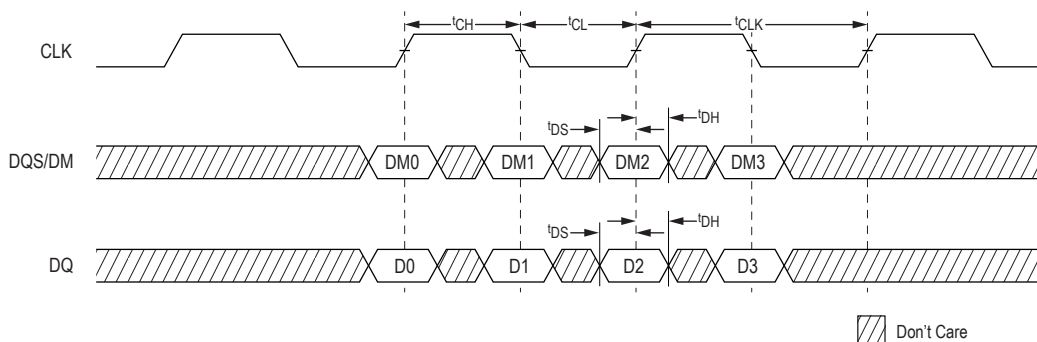 tCH tCL tCLK
CLK
tDS tDH
DQS/DM DM0 DM1 DM2 DM3
tDS tDH
DQ D0 D1 D2 D3
Don't Care